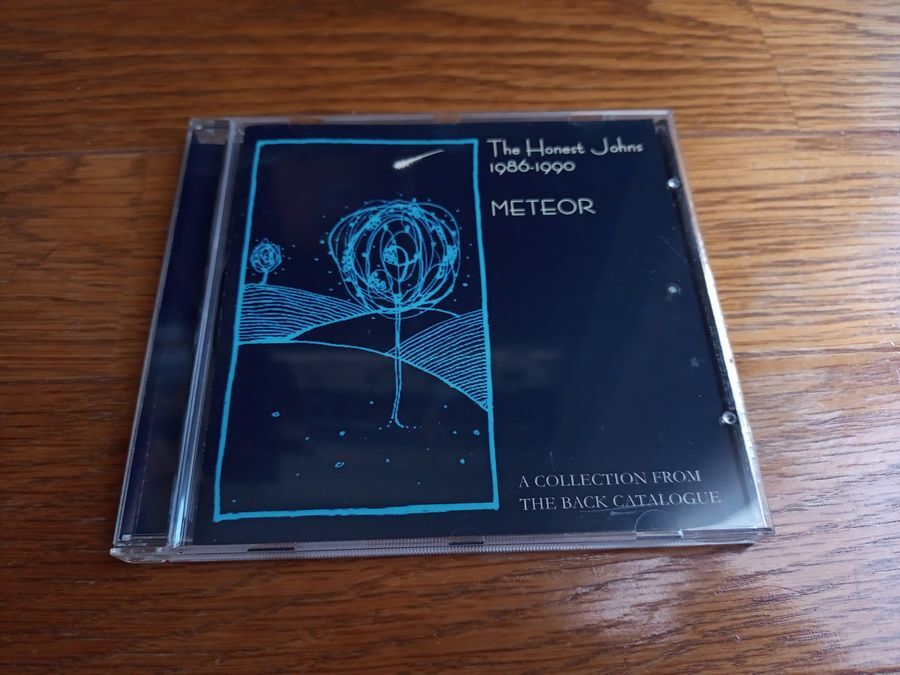 The Honest Johns
1986-1990
METEOR
A COLLECTION FROM
THE BACK CATALOGUE